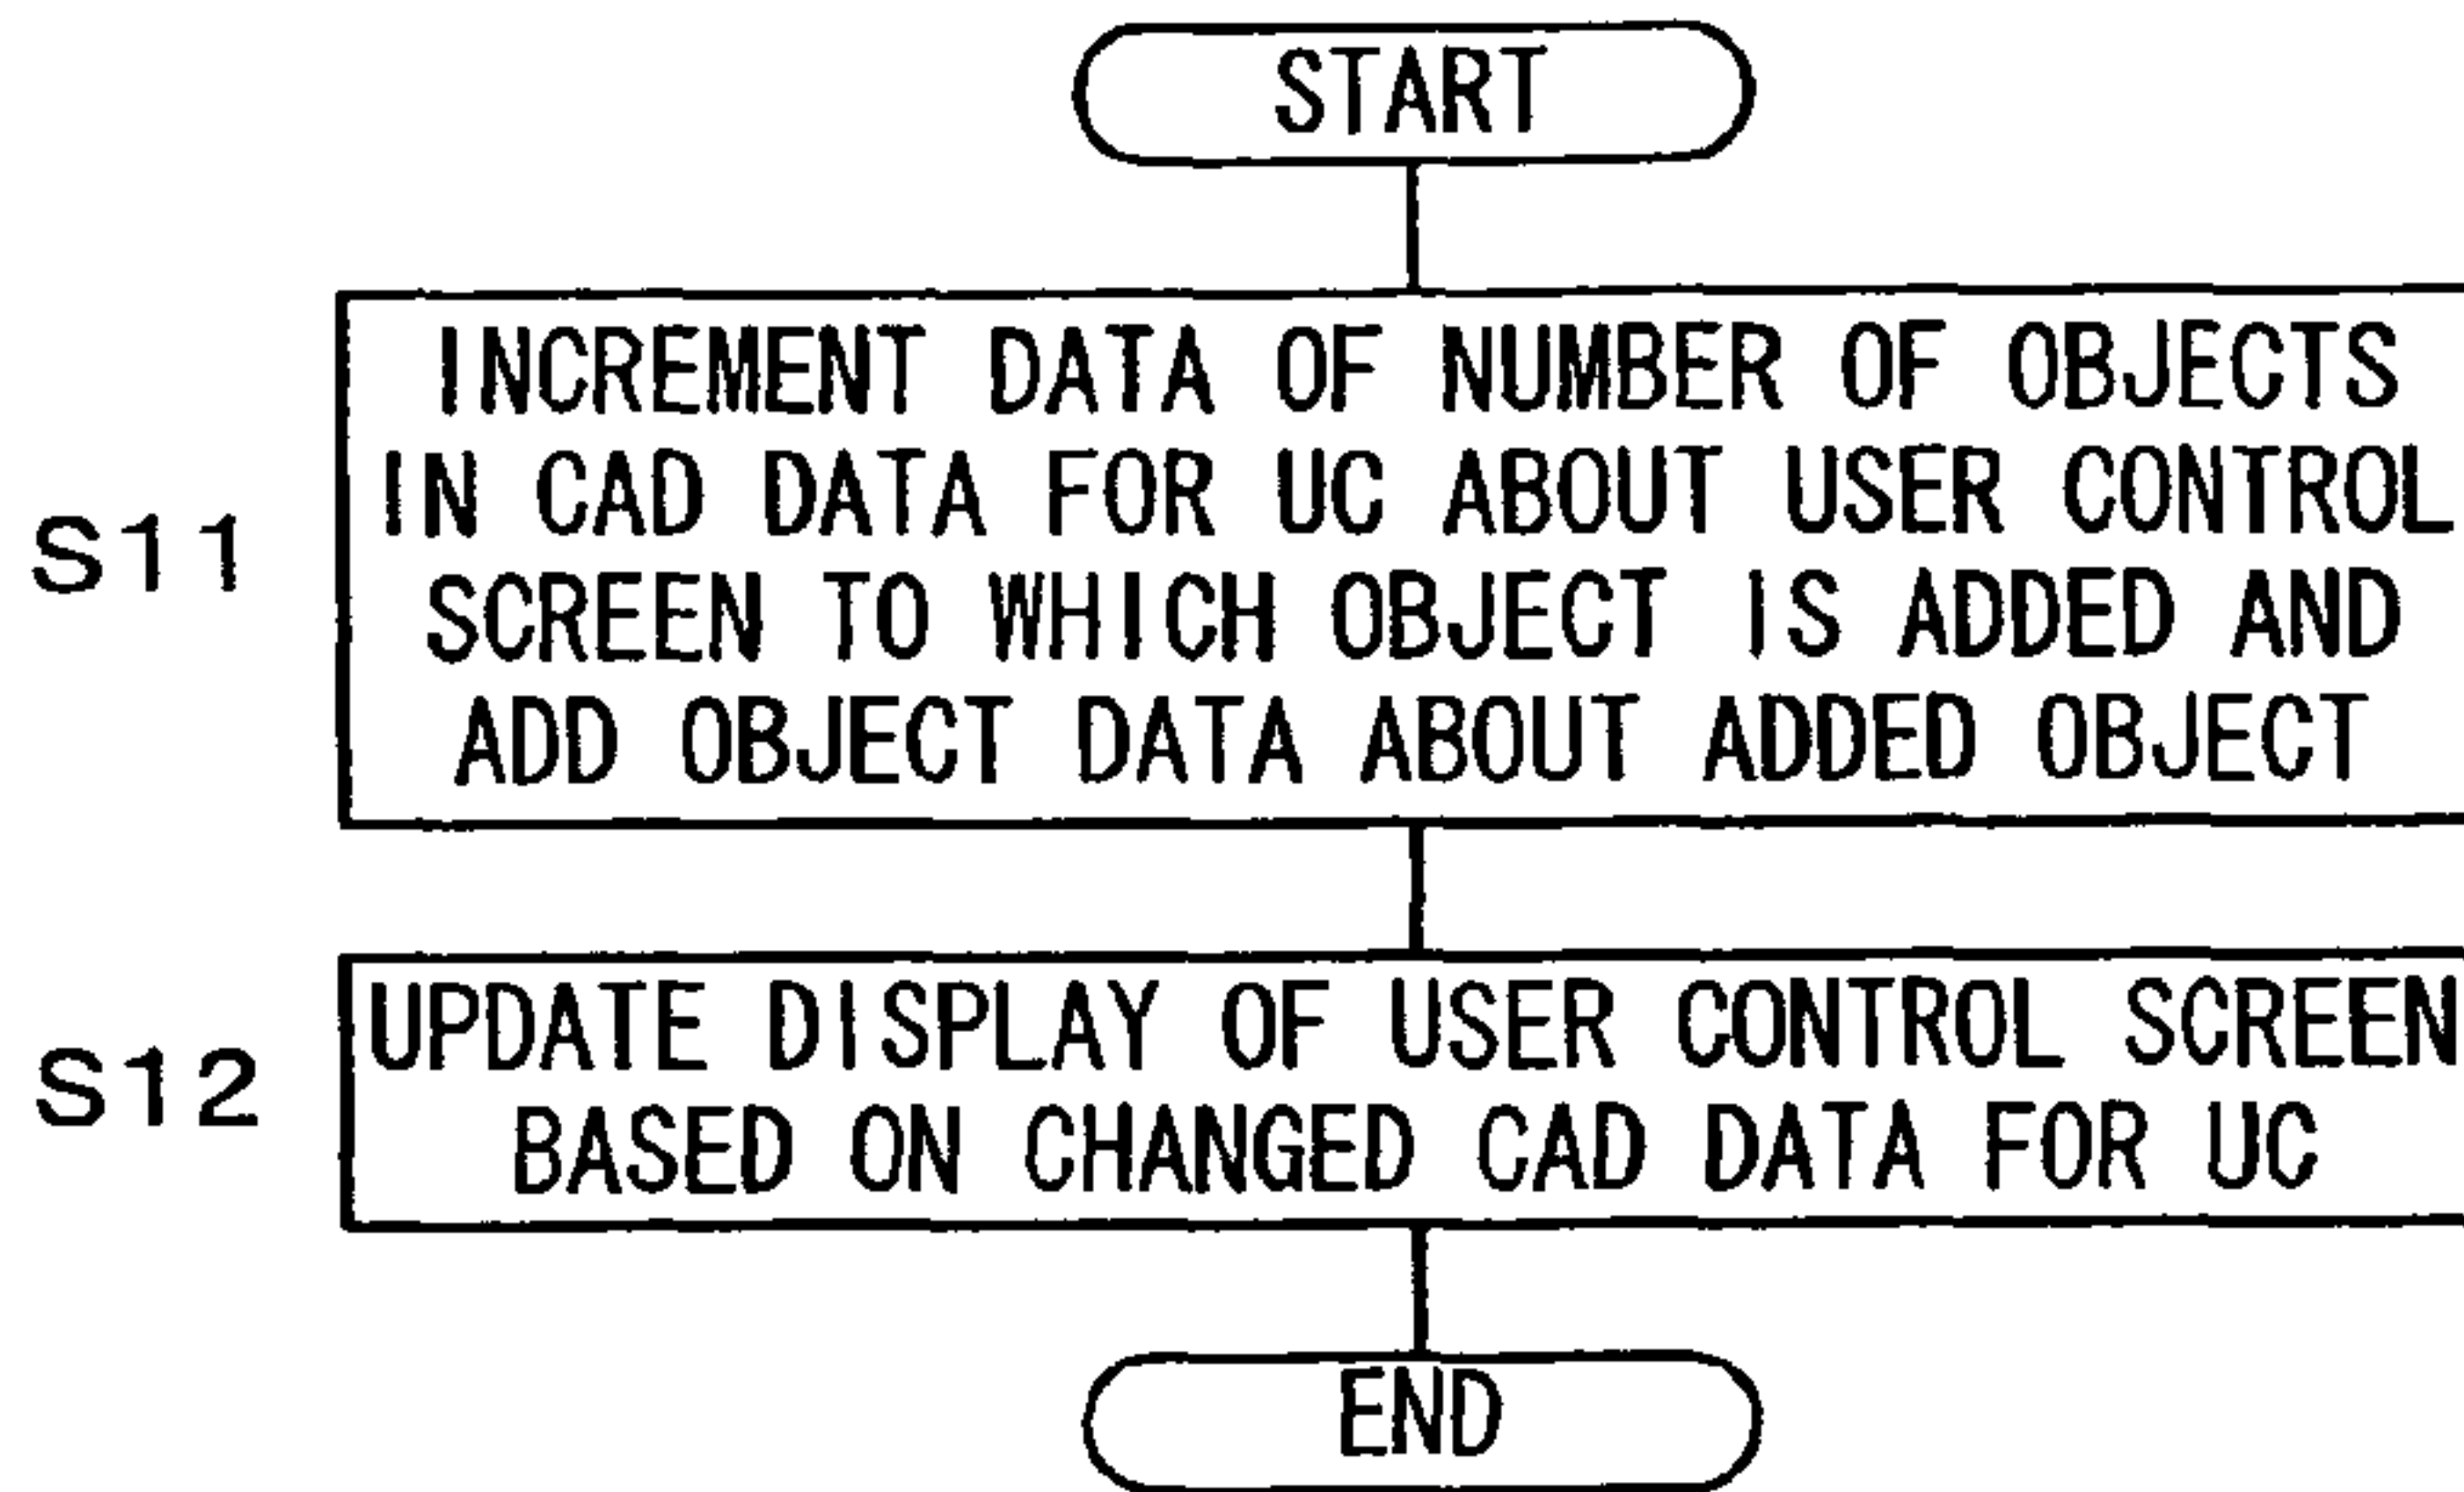 START
INCREMENT DATA OF NUMBER OF OBJECTS
IN CAD DATA FOR UC ABOUT USER CONTROL
S11
SCREEN TO WHICH OBJECT IS ADDED AND
ADD OBJECT DATA ABOUT ADDED OBJECT
UPDATE DISPLAY OF USER CONTROL SCREEN
S12
BASED ON CHANGED CAD DATA FOR UC
END